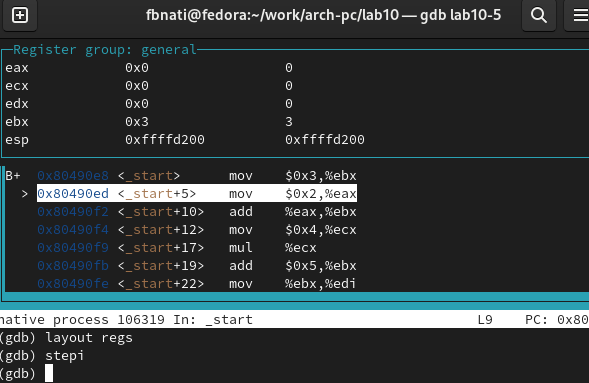 fbnati@fedora:~/work/arch-pc/lab10 — gdb lab10-5
Register group: general
eax 0x0 0
ecx 0x0 0
edx 0x0 0
ebx 0x3 3
esp 0xffffd200 0xffffd200
B+ 0x80490e8 <_start> mov $0x3,%ebx
> 0x80490ed <_start+5> mov $0x2,%eax
0x80490f2 <_start+10> add %eax,%ebx
0x80490f4 <_start+12> mov $0x4,%ecx
0x80490f9 <_start+17> mul %ecx
0x80490fb <_start+19> add $0x5,%ebx
0x80490fe <_start+22> mov %ebx,%edi
native process 106319 In: _start L9 PC: 0x80
(gdb) layout regs
(gdb) stepi
(gdb)